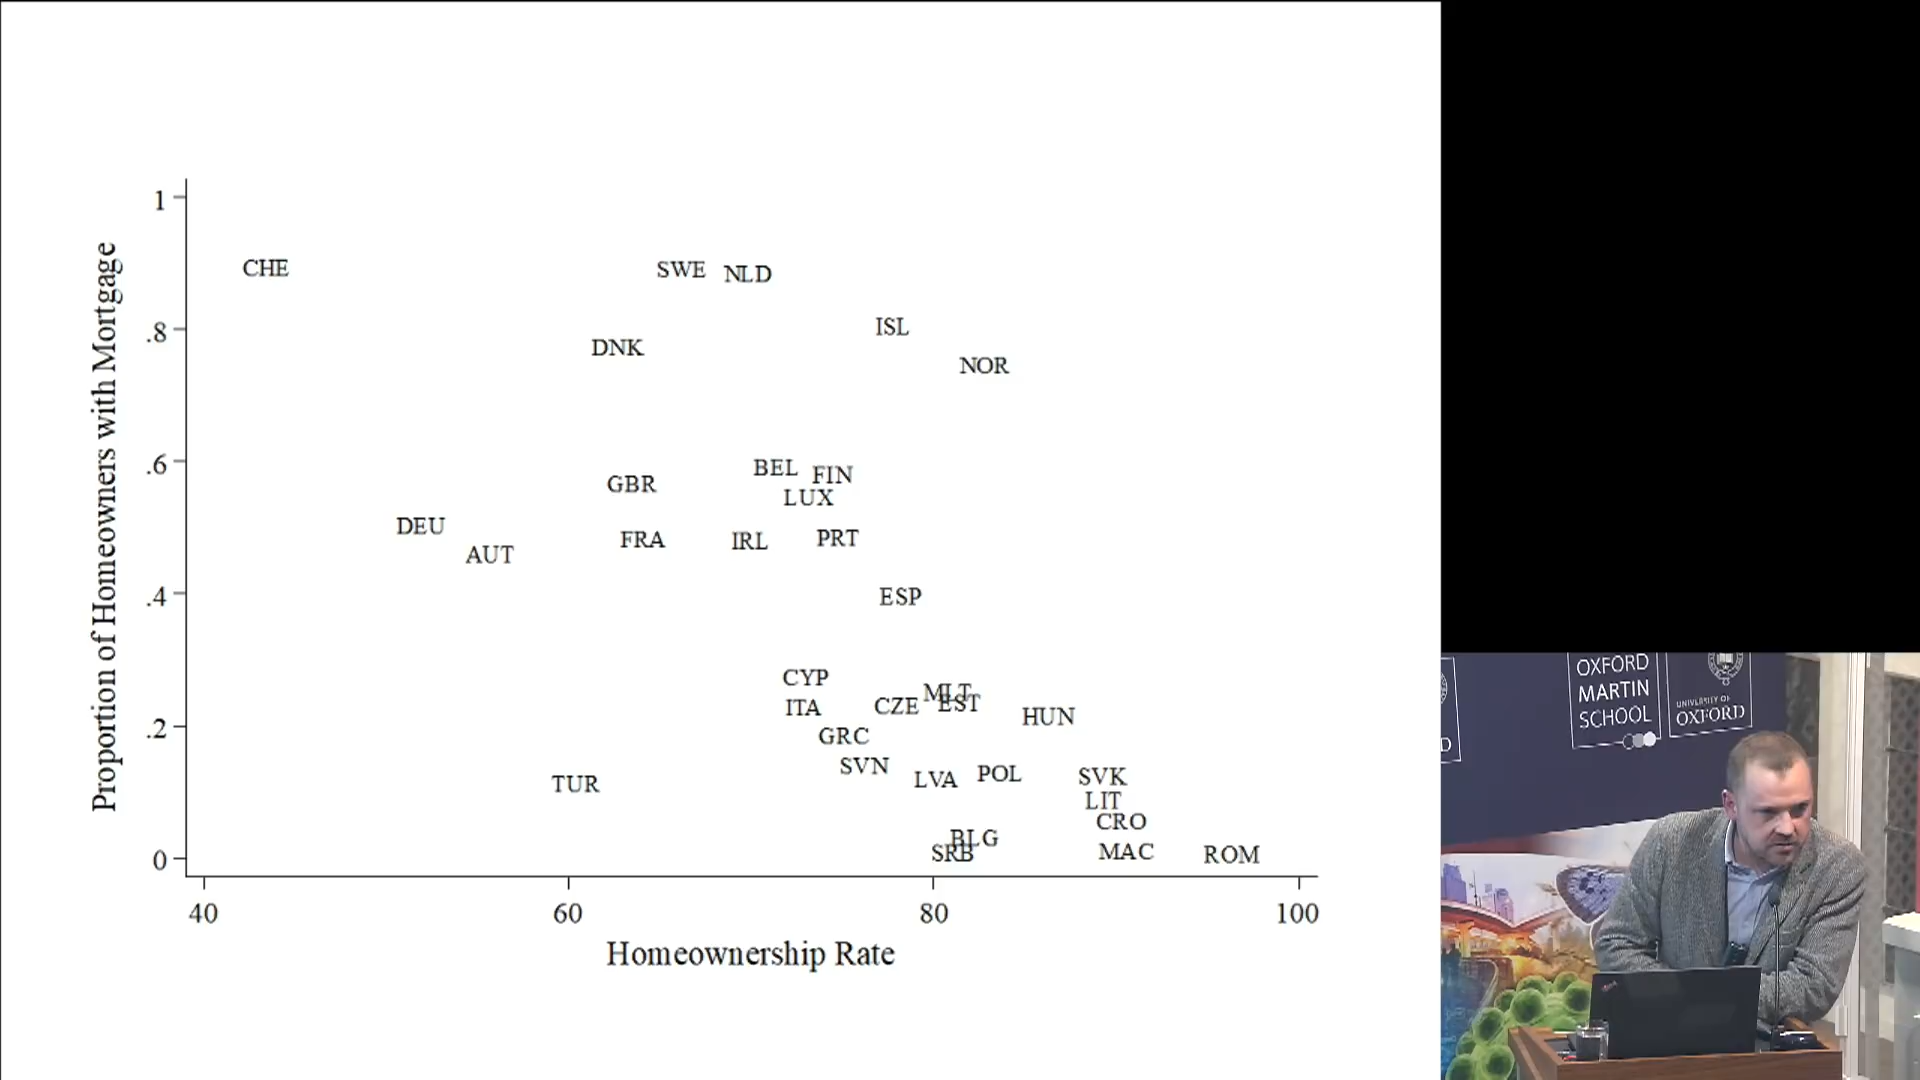 1
.8
.6
.4
.2
0
Proportion of Homeowners with Mortgage
CHE
SWE
NLD
ISL
DNK
NOR
BEL
FIN
GBR
LUX
DEU
FRA
IRL
PRT
AUT
ESP
CYP
MLT
ITA
CZE
EST
HUN
GRC
SVN
POL
SVK
LVA
TUR
LIT
CRO
BLG
SRB
MAC
ROM
40
60
80
100
Homeownership Rate
OXFORD
MARTIN
SCHOOL
UNIVERSITY OF
OXFORD
D